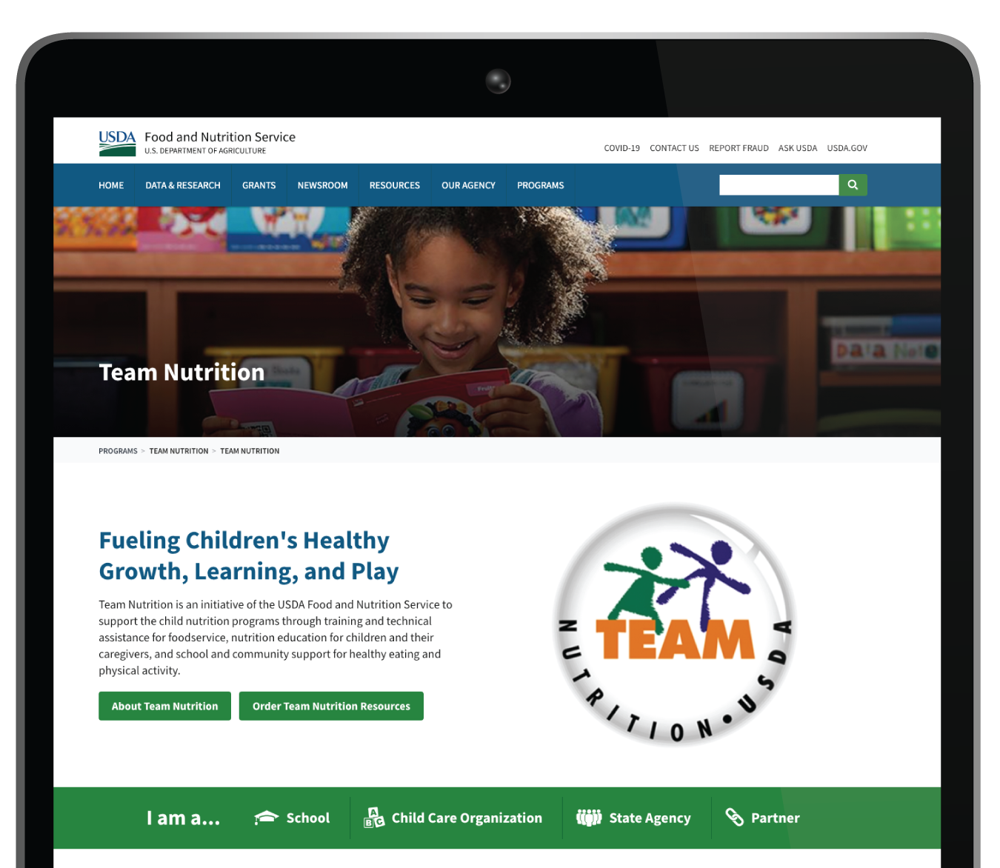 USDA
Food and Nutrition Service
U.S. DEPARTMENT OF AGRICULTURE
COVID-19 CONTACT US REPORT FRAUD ASK USDA USDA.GOV
HOME DATA & RESEARCH GRANTS NEWSROOM RESOURCES OUR AGENCY PROGRAMS
Data Note
Team Nutrition
Fruit
PROGRAMS > TEAM NUTRITION > TEAM NUTRITION
Fueling Children's Healthy
Growth, Learning, and Play
Team Nutrition is an initiative of the USDA Food and Nutrition Service to
support the child nutrition programs through training and technical
assistance for foodservice, nutrition education for children and their
caregivers, and school and community support for healthy eating and
physical activity.
About Team Nutrition Order Team Nutrition Resources
TEAM
NUTRITION • USDA
I am a... School A B C Child Care Organization State Agency Partner